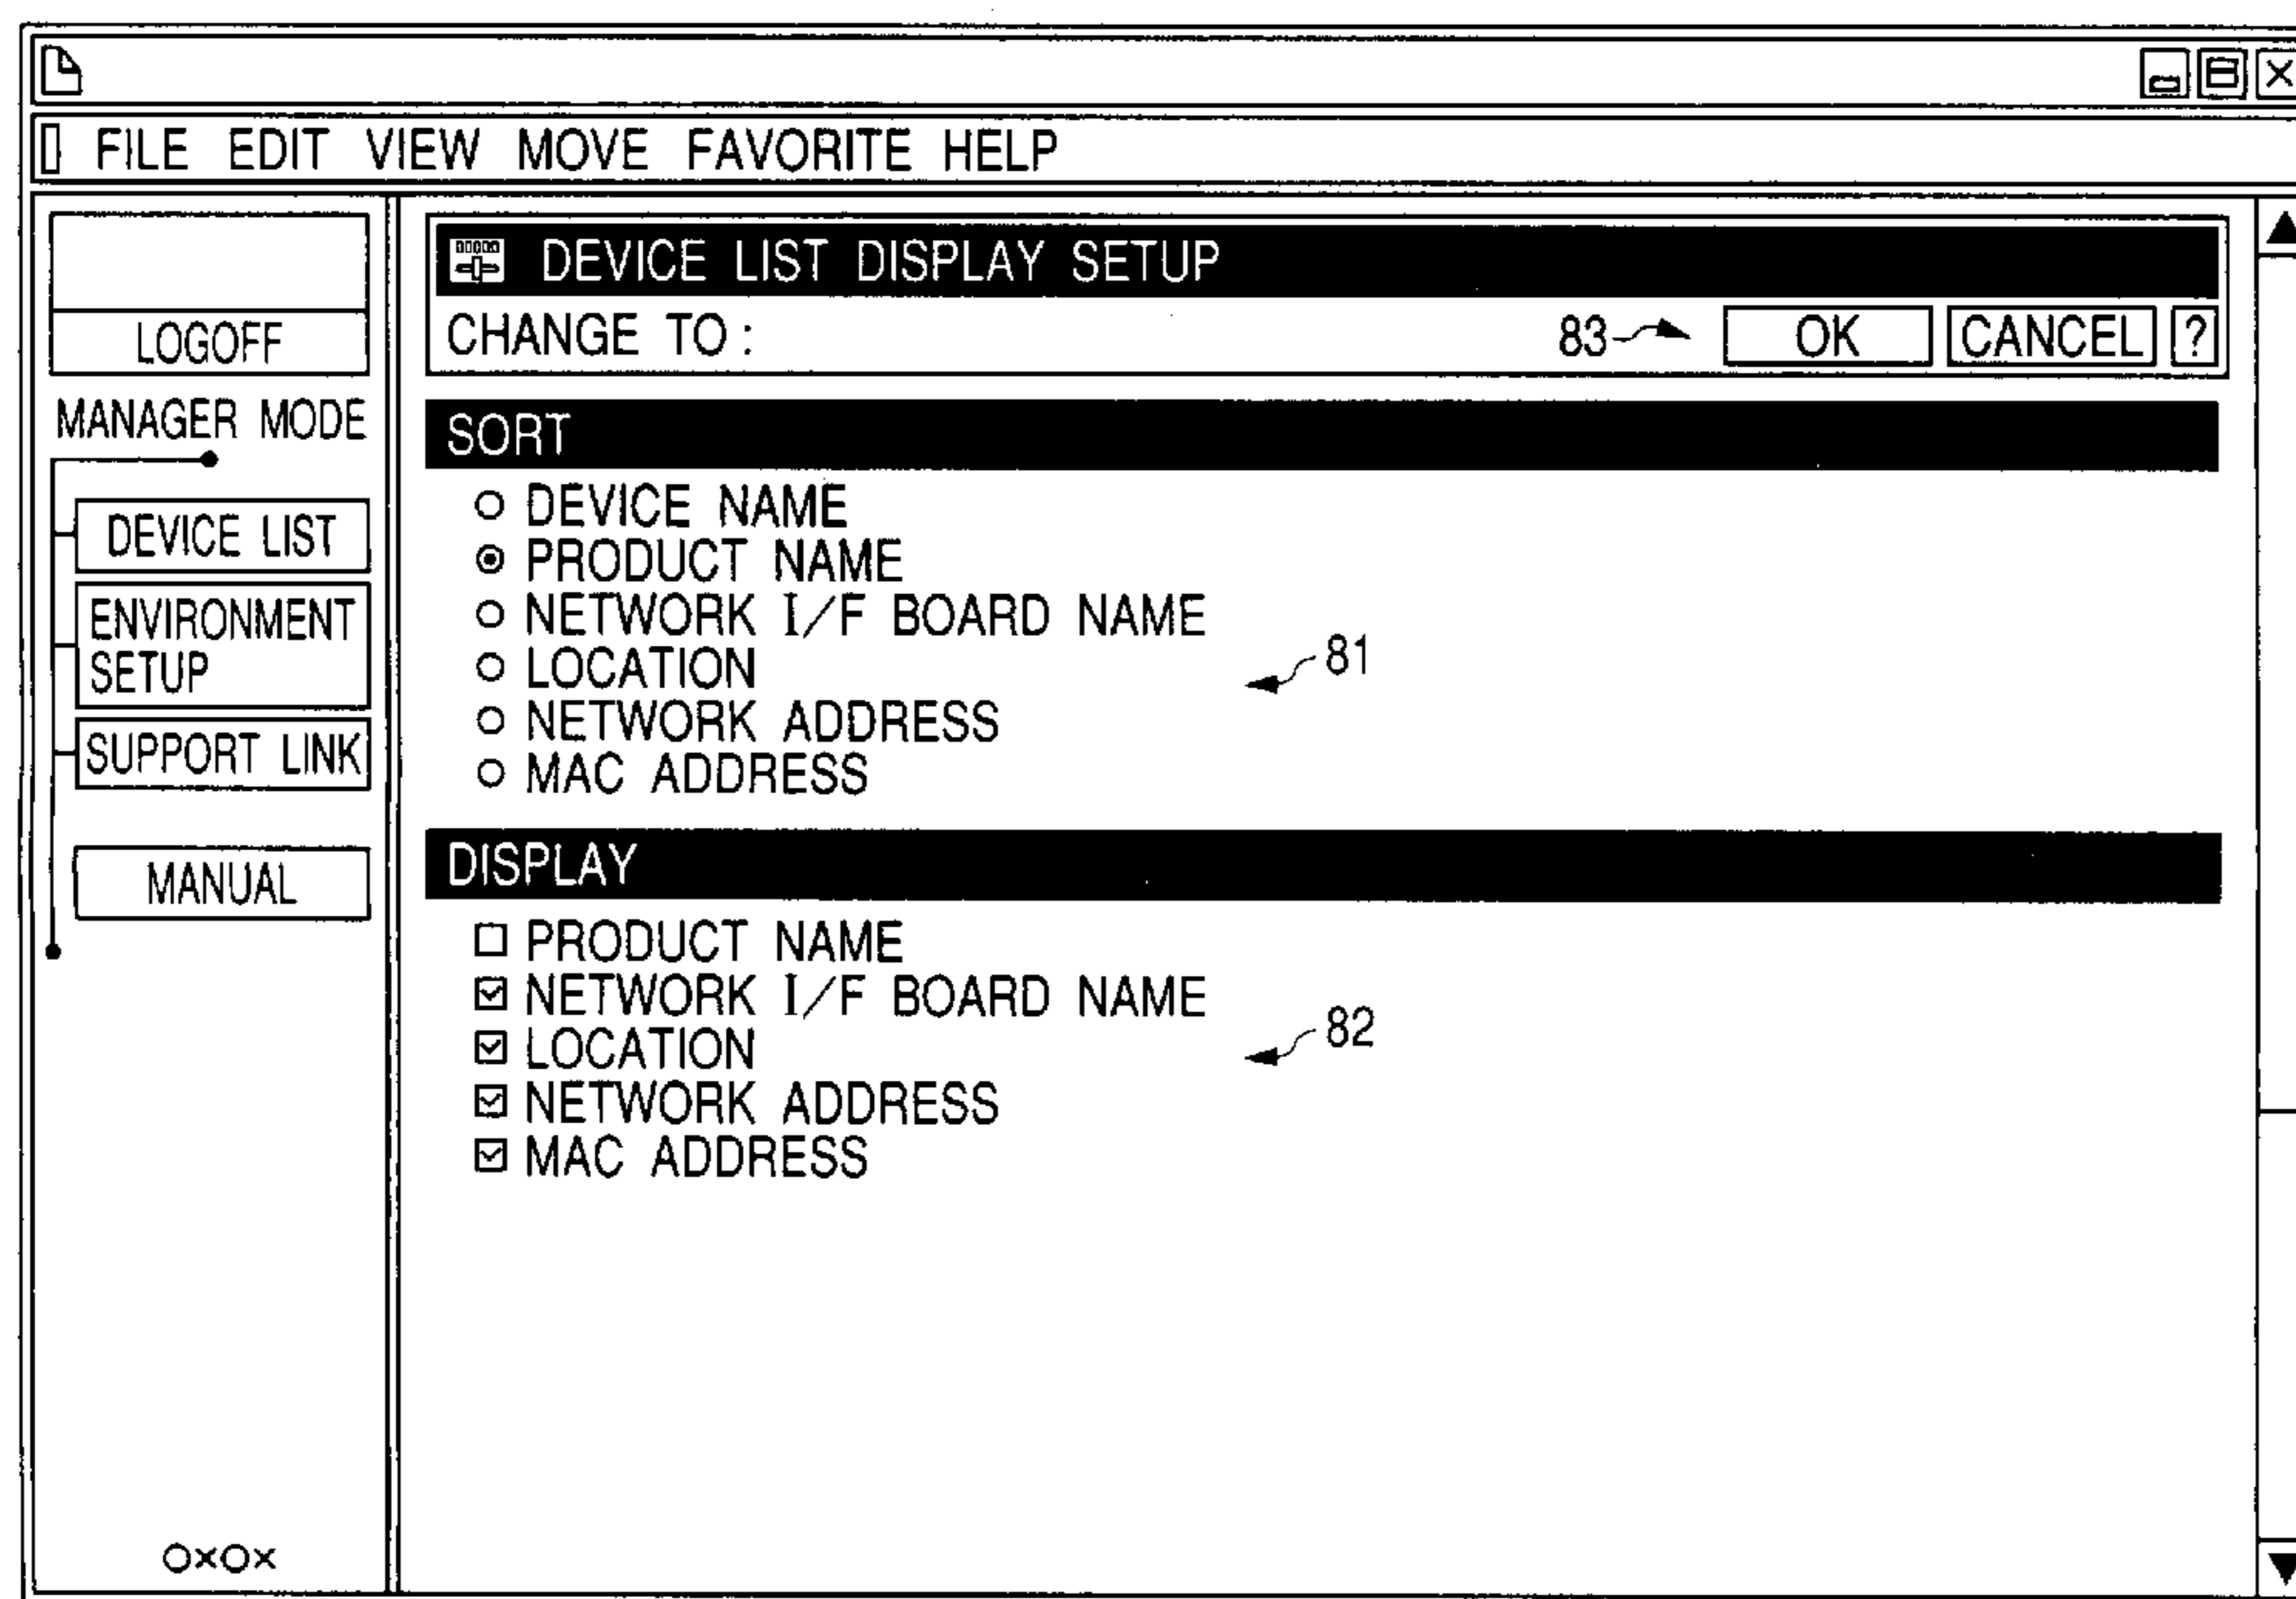 FILE EDIT VIEW MOVE FAVORITE HELP
LOGOFF
MANAGER MODE
DEVICE LIST
ENVIRONMENT
SETUP
SUPPORT LINK
MANUAL
○×○×
DEVICE LIST DISPLAY SETUP
CHANGE TO : 83 OK CANCEL ?
SORT
DEVICE NAME
PRODUCT NAME
NETWORK I/F BOARD NAME
LOCATION
81
NETWORK ADDRESS
MAC ADDRESS
DISPLAY
PRODUCT NAME
NETWORK I/F BOARD NAME
LOCATION
82
NETWORK ADDRESS
MAC ADDRESS